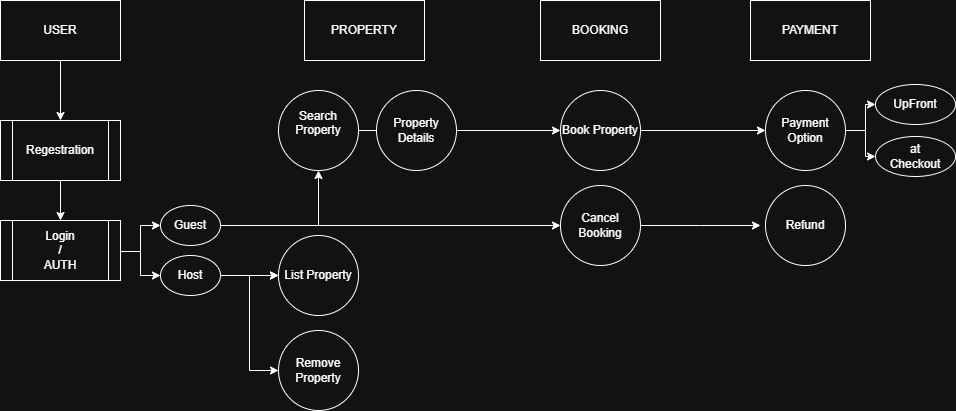 USER
PROPERTY
BOOKING
PAYMENT
Search
Property
Property
Details
Book Property
Payment
Option
UpFront
at
Checkout
Regestration
Login
/
AUTH
Guest
Host
Cancel
Booking
Refund
List Property
Remove
Property